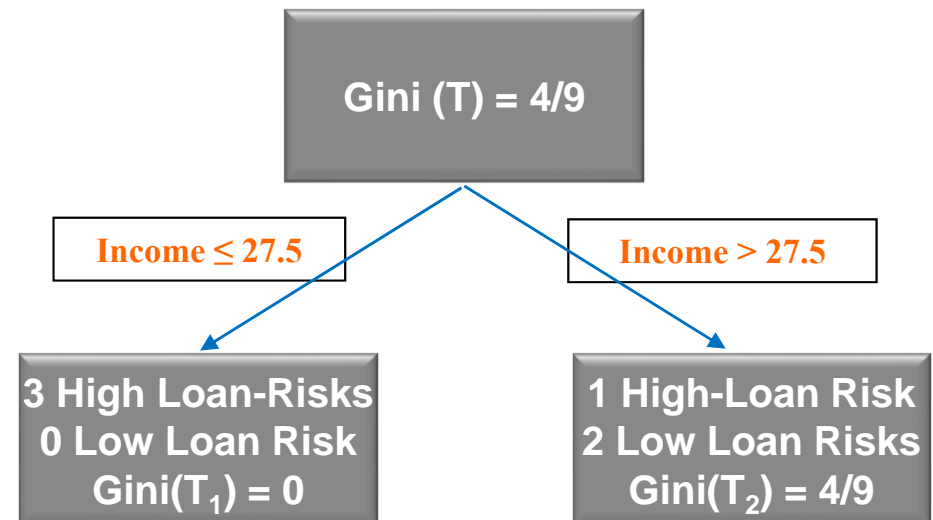 Gini (T) = 4/9
Income ≤ 27.5
Income > 27.5
3 High Loan-Risks
0 Low Loan Risk
Gini(T₁) = 0
1 High-Loan Risk
2 Low Loan Risks
Gini(T₂) = 4/9